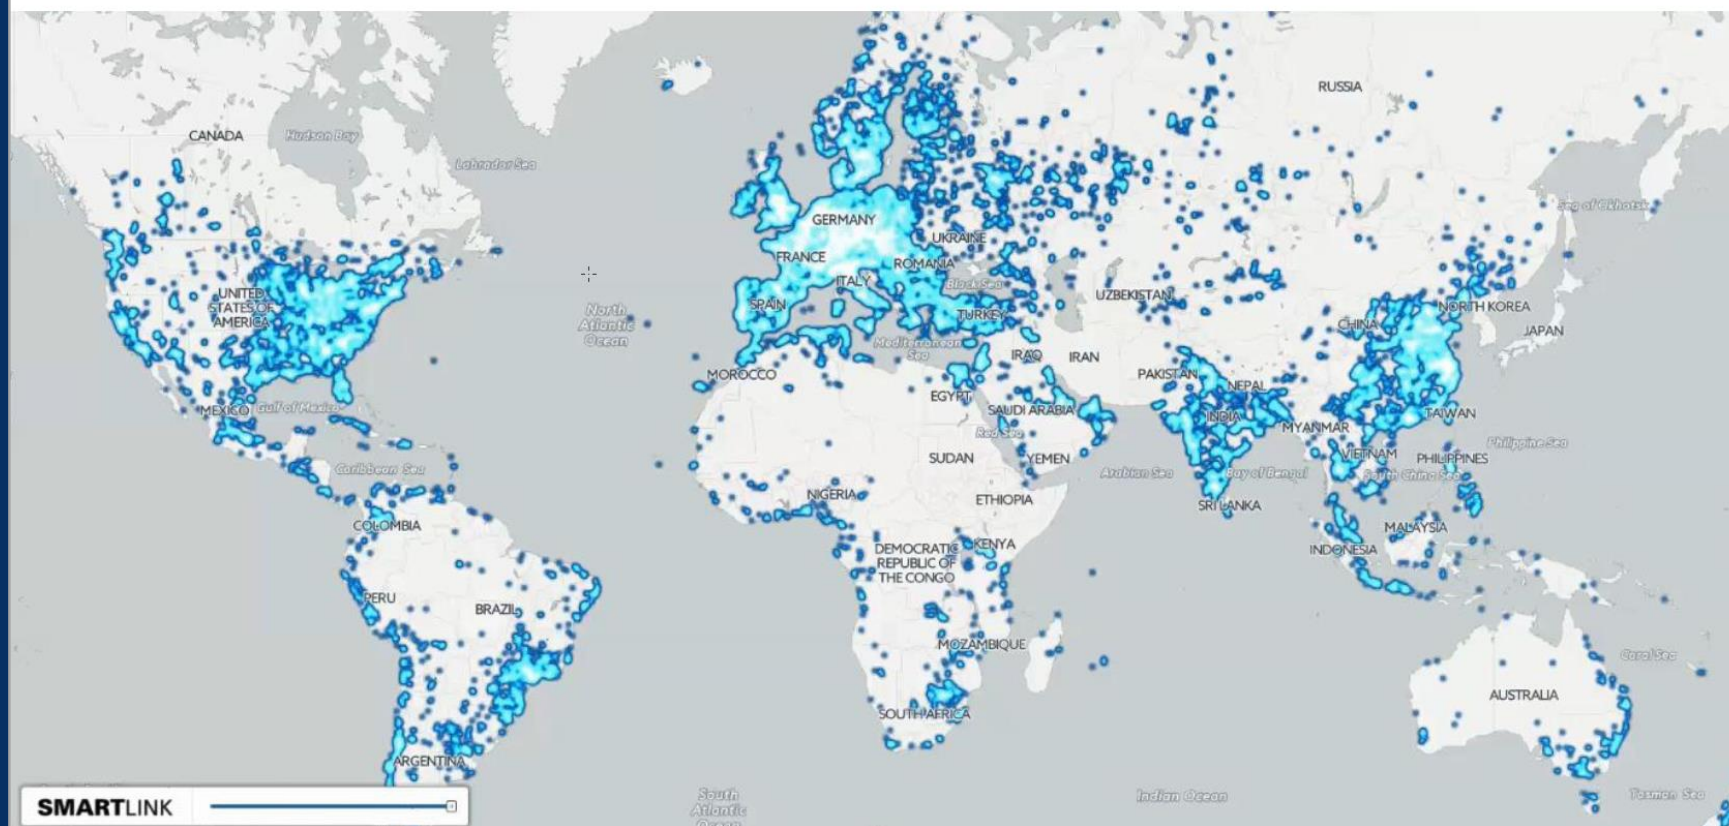 RUSSIA
CANADA
Hudson Bay
Labrador Sea
Sea of Okhotsk
GERMANY
UKRAINE
FRANCE
ROMANIA
ITALY
Black Sea
UNITED
STATES OF
AMERICA
SPAIN
UZBEKISTAN
NORTH KOREA
North
Atlantic
Ocean
TURKEY
CHINA
JAPAN
Mediterranean
Sea
IRAQ
IRAN
MOROCCO
PAKISTAN
NEPAL
EGYPT
MEXICO
Gulf of Mexico
SAUDI ARABIA
INDIA
TAIWAN
Red Sea
MYANMAR
Philippine Sea
SUDAN
YEMEN
VIETNAM
PHILIPPINES
Caribbean Sea
Arabian Sea
Bay of Bengal
South China Sea
NIGERIA
ETHIOPIA
SRI LANKA
COLOMBIA
MALAYSIA
KENYA
DEMOCRATIC
REPUBLIC OF
THE CONGO
INDONESIA
PERU
BRAZIL
MOZAMBIQUE
Coral Sea
AUSTRALIA
SOUTH AFRICA
ARGENTINA
South
Atlantic
Ocean
Indian Ocean
Tasman Sea
SMARTLINK